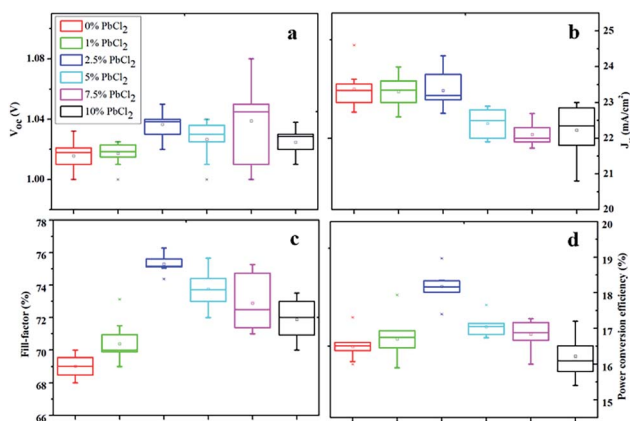 a
b
0% PbCl2
1% PbCl2
2.5% PbCl2
5% PbCl2
7.5% PbCl2
10% PbCl2
Voc (V)
1.08
1.04
1.00
25
24
23
22
21
20
(mA/cm2)
c
d
Fill-factor (%)
78
76
74
72
70
68
66
Power conversion efficiency (%)
19
18
17
16
15
14